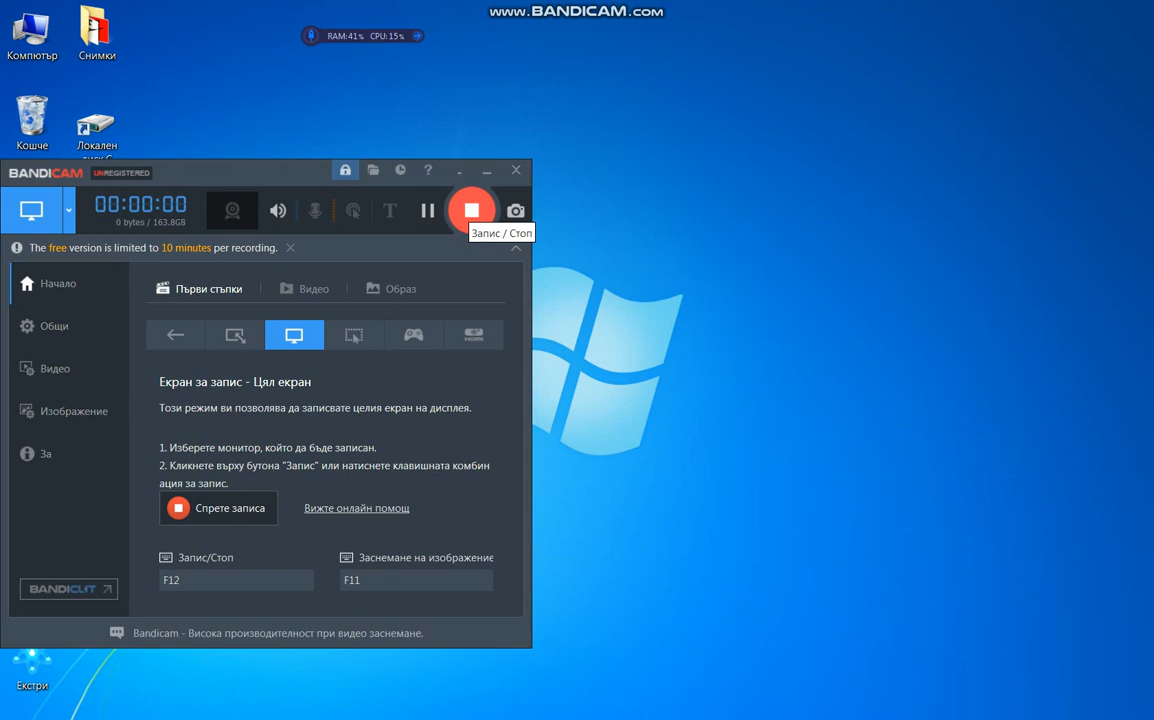 www.BANDICAM.com
RAM:41% CPU:15%
Компютър
Снимки
Кошче
Локален
диск C
BANDICAM UNREGISTERED
00:00:00
0 bytes / 163.8GB
Запис / Стоп
The free version is limited to 10 minutes per recording.
Начало
Общи
Видео
Изображение
За
Първи стъпки
Видео
Образ
HDMI
Екран за запис - Цял екран
Този режим ви позволява да записвате целия екран на дисплея.
1. Изберете монитор, който да бъде записан.
2. Кликнете върху бутона "Запис" или натиснете клавишната комбин
ация за запис.
Спрете записа
Вижте онлайн помощ
Запис/Стоп
Заснемане на изображение
F12
F11
BANDICUT
Bandicam - Висока производителност при видео заснемане.
Екстри